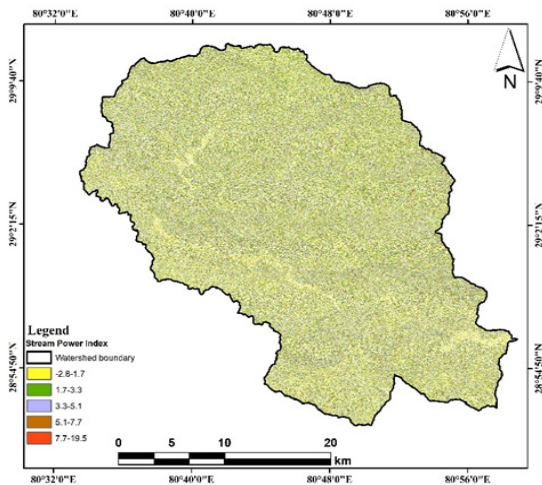 80°32'0"E 80°40'0"E 80°48'0"E 80°56'0"E
29°9'40"N 29°9'40"N
N
29°2'15"N 29°2'15"N
28°54'50"N 28°54'50"N
Legend
Stream Power Index
Watershed boundary
-2.8-1.7
1.7-3.3
3.3-5.1
5.1-7.7
7.7-19.5
0 5 10 20
km
80°32'0"E 80°40'0"E 80°48'0"E 80°56'0"E